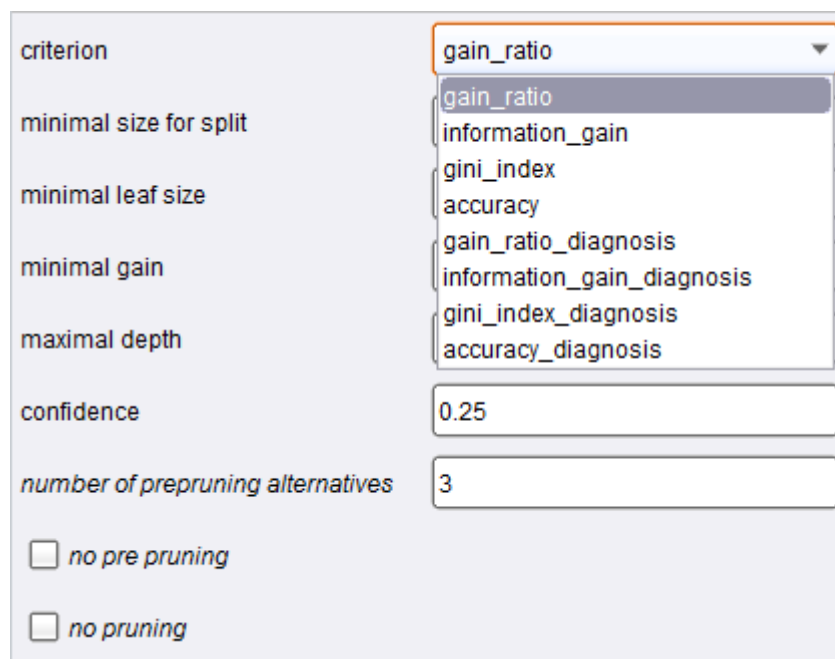 criterion
gain_ratio
gain_ratio
minimal size for split
information_gain
gini_index
minimal leaf size
accuracy
gain_ratio_diagnosis
minimal gain
information_gain_diagnosis
gini_index_diagnosis
maximal depth
accuracy_diagnosis
confidence
0.25
number of prepruning alternatives
3
no pre pruning
no pruning